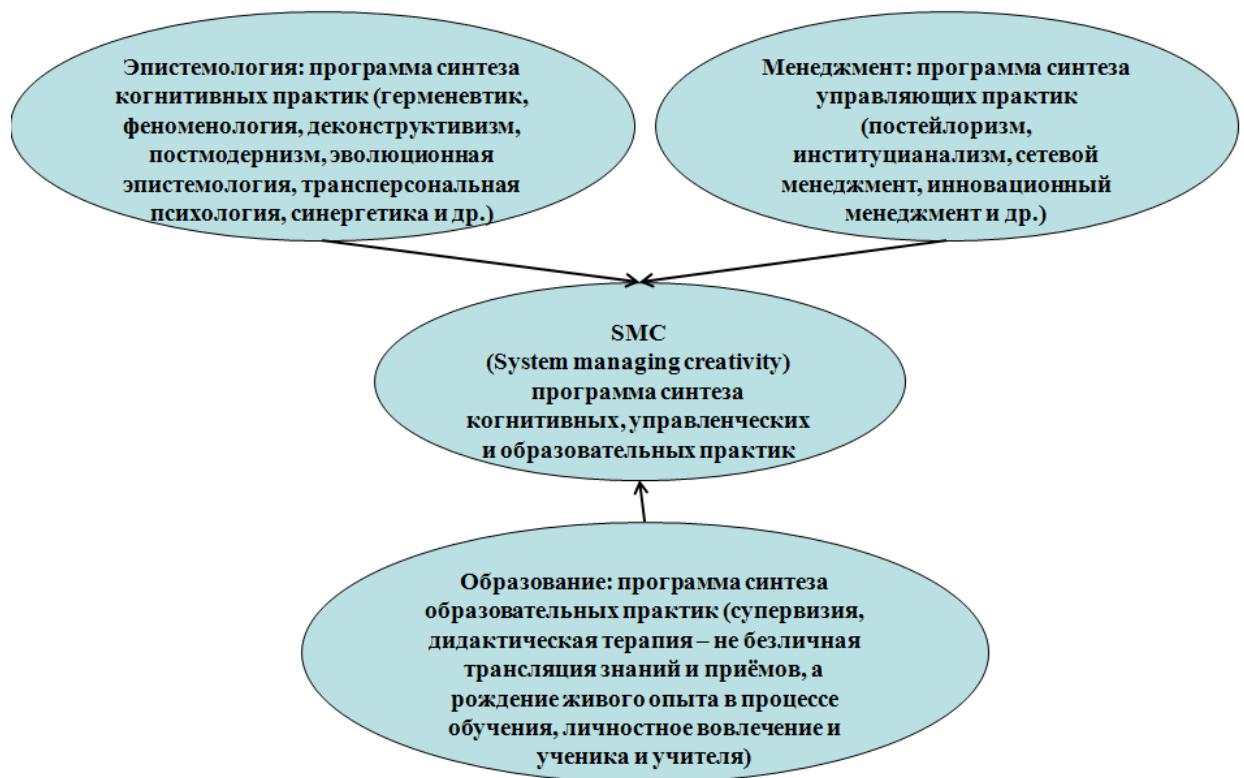 Эпистемология: программа синтеза
когнитивных практик (герменевтик,
феноменология, деконструктивизм,
постмодернизм, эволюционная
эпистемология, трансперсональная
психология, синергетика и др.)
Менеджмент: программа синтеза
управляющих практик
(постейлоризм,
институцианализм, сетевой
менеджмент, инновационный
менеджмент и др.)
SMC
(System managing creativity)
программа синтеза
когнитивных, управленческих
и образовательных практик
Образование: программа синтеза
образовательных практик (супервизия,
дидактическая терапия – не безличная
трансляция знаний и приёмов, а
рождение живого опыта в процессе
обучения, личностное вовлечение и
ученика и учителя)